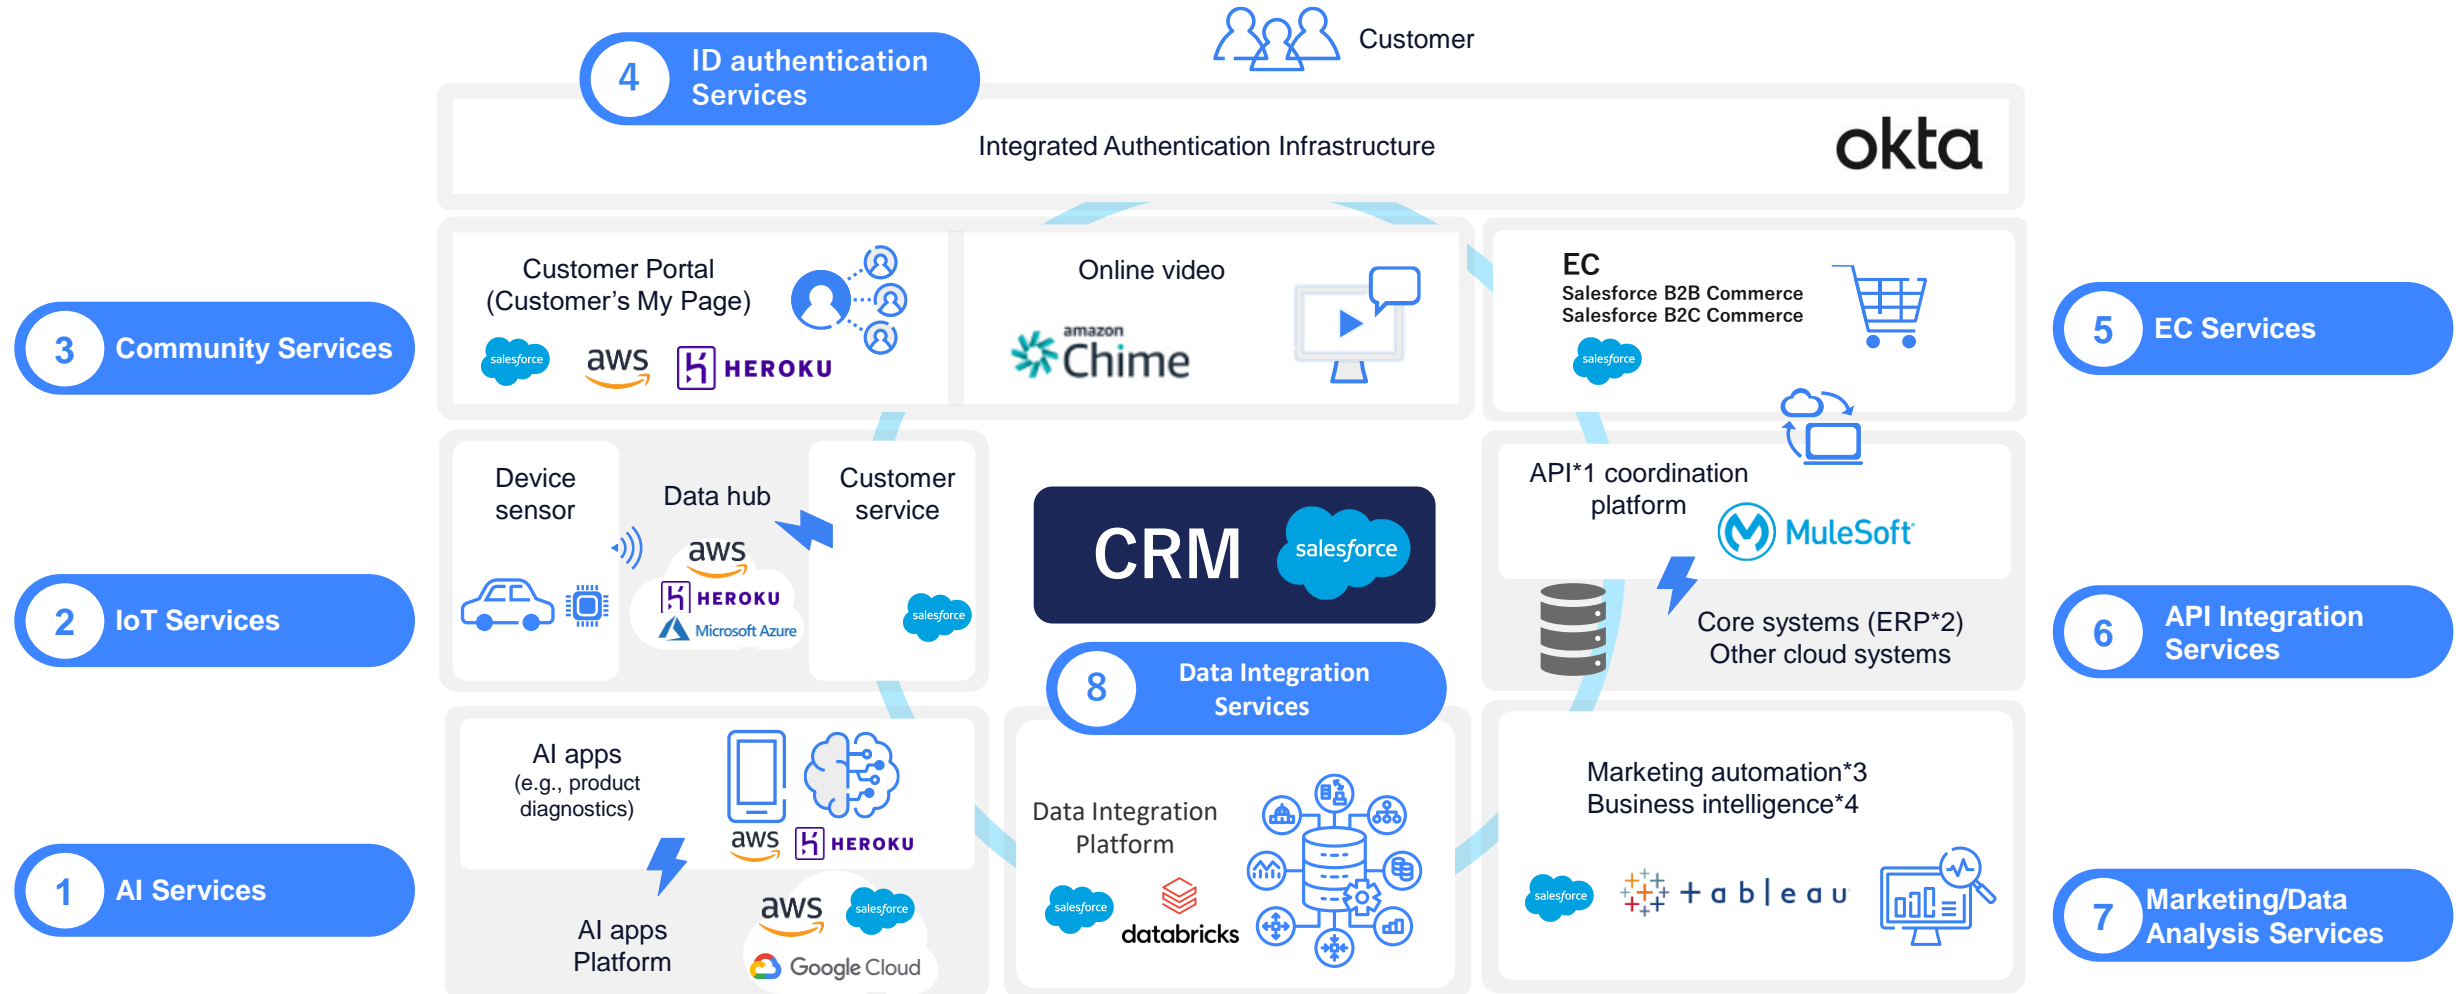 Customer
4
ID authentication
Services
Integrated Authentication Infrastructure
okta
3
Community Services
Customer Portal
(Customer's My Page)
salesforce
aws
HEROKU
Online video
amazon
Chime
EC
Salesforce B2B Commerce
Salesforce B2C Commerce
salesforce
5
EC Services
2
IoT Services
Device
sensor
Data hub
aws
HEROKU
Microsoft Azure
Customer
service
salesforce
CRM
salesforce
API*1 coordination
platform
MuleSoft
Core systems (ERP*2)
Other cloud systems
6
API Integration
Services
1
AI Services
AI apps
(e.g., product
diagnostics)
aws
HEROKU
AI apps
Platform
aws
salesforce
Google Cloud
8
Data Integration
Services
Data Integration
Platform
salesforce
databricks
Marketing automation*3
Business intelligence*4
salesforce
+ableau
7
Marketing/Data
Analysis Services